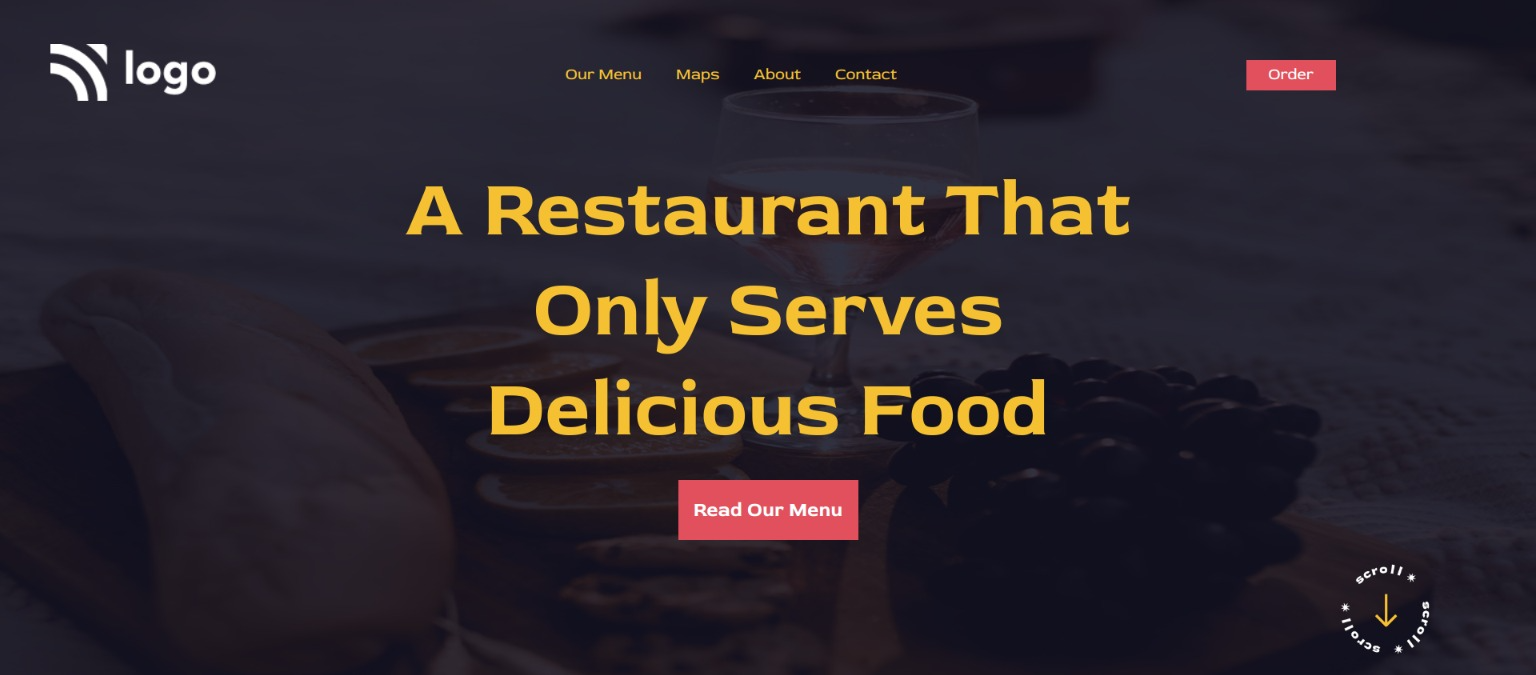 logo
Our Menu Maps About Contact
Order
A Restaurant That
Only Serves
Delicious Food
Read Our Menu
scroll * scroll * scroll *